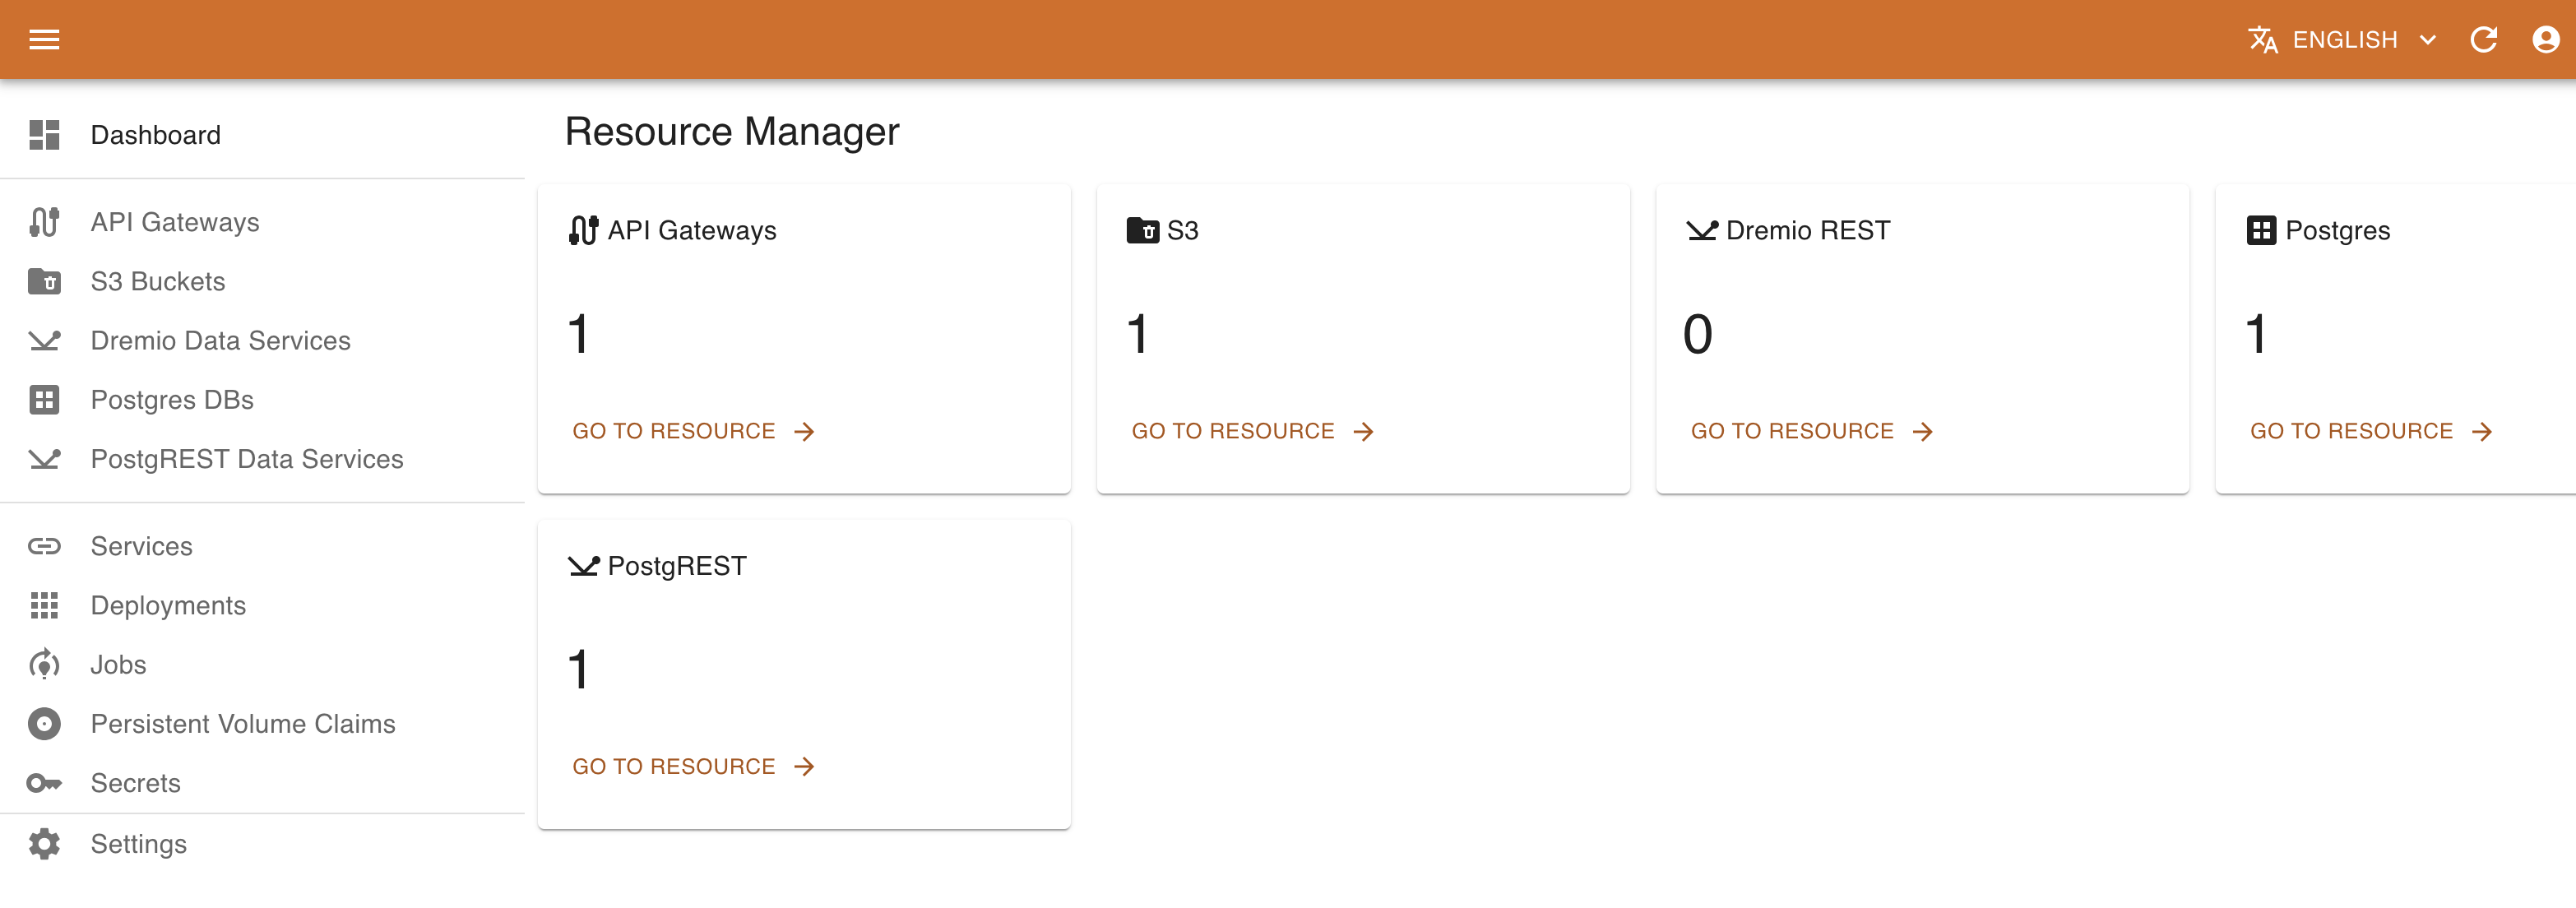 ENGLISH
Dashboard
API Gateways
S3 Buckets
Dremio Data Services
Postgres DBs
PostgREST Data Services
Services
Deployments
Jobs
Persistent Volume Claims
Secrets
Settings
Resource Manager
API Gateways
1
GO TO RESOURCE
S3
1
GO TO RESOURCE
Dremio REST
0
GO TO RESOURCE
Postgres
1
GO TO RESOURCE
PostgREST
1
GO TO RESOURCE